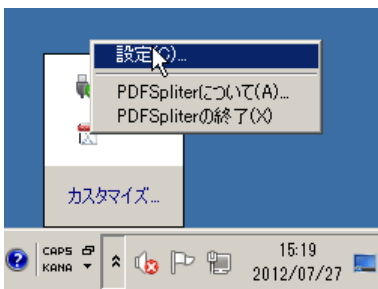 設定(C)...
PDFSpliterについて(A)...
PDFSpliterの終了(X)
カスタマイズ...
CAPS
KANA
15:19
2012/07/27